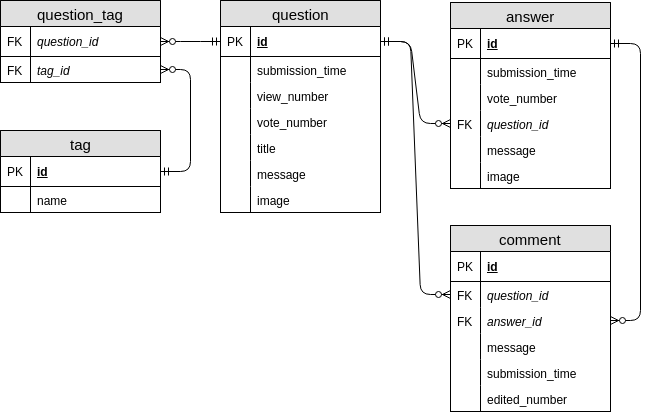 question_tag
FK question_id
FK tag_id
tag
PK id
name
question
PK id
submission_time
view_number
vote_number
title
message
image
answer
PK id
submission_time
vote_number
FK question_id
message
image
comment
PK id
FK question_id
FK answer_id
message
submission_time
edited_number